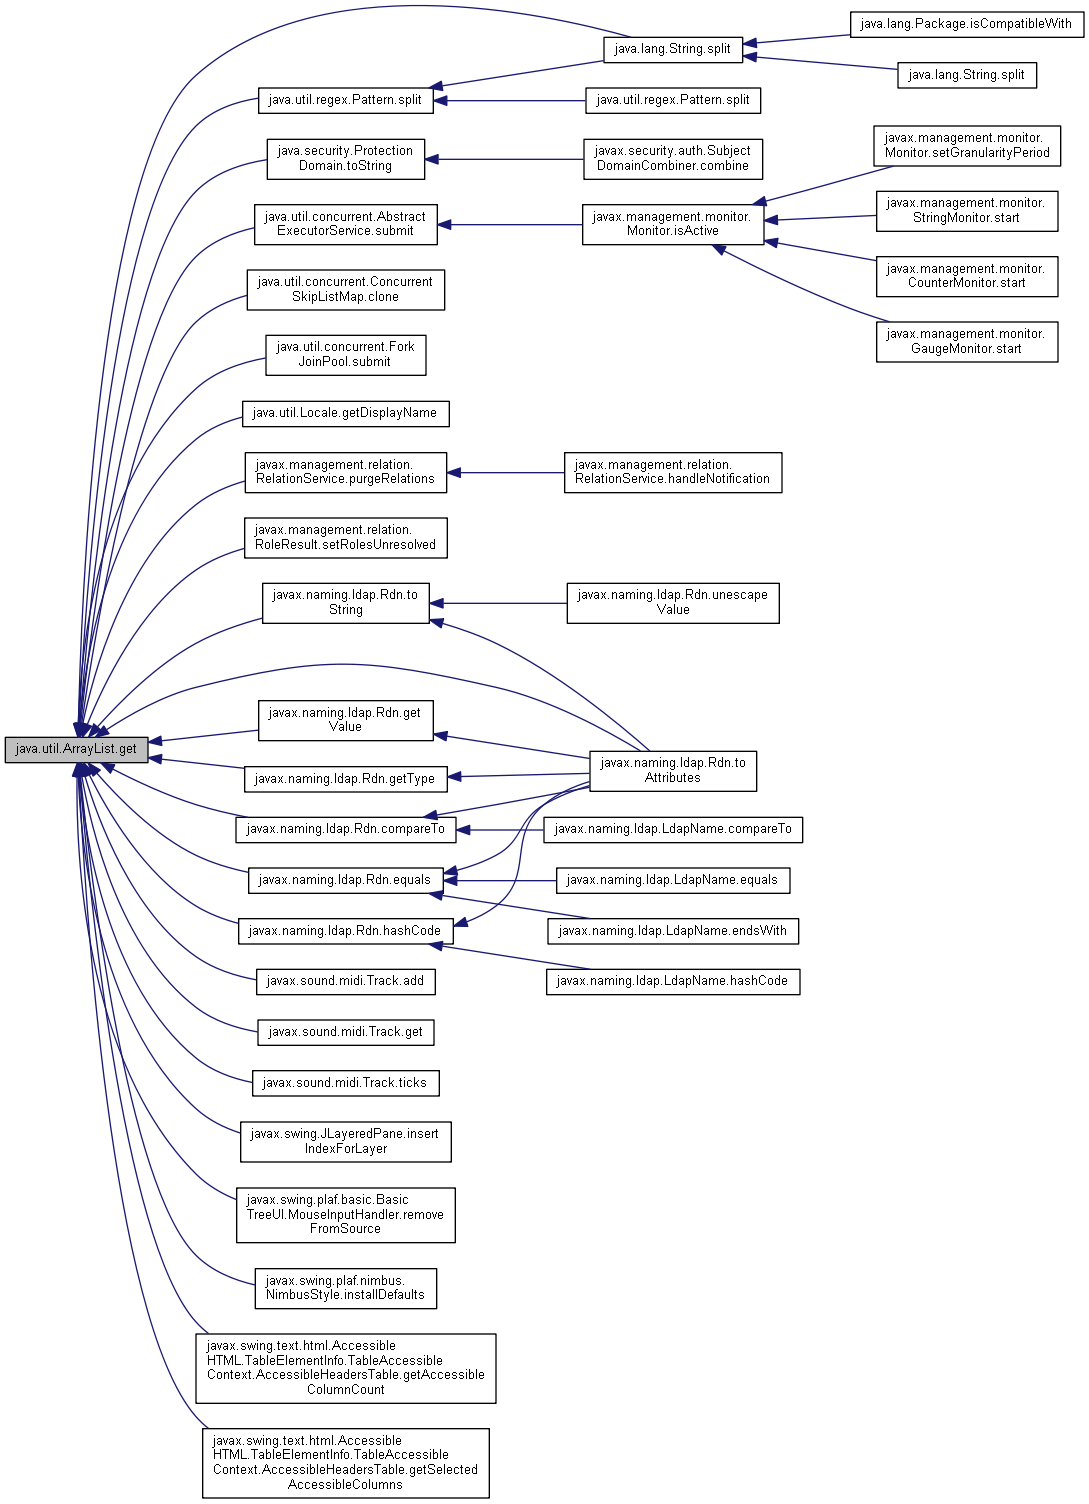 java.lang.Package.isCompatibleWith
java.lang.String.split
java.lang.String.split
java.util.regex.Pattern.split
java.util.regex.Pattern.split
java.security.Protection
Domain.toString
javax.security.auth.Subject
DomainCombiner.combine
javax.management.monitor.
Monitor.setGranularityPeriod
java.util.concurrent.Abstract
ExecutorService.submit
javax.management.monitor.
Monitor.isActive
javax.management.monitor.
StringMonitor.start
javax.management.monitor.
CounterMonitor.start
java.util.concurrent.Concurrent
SkipListMap.clone
javax.management.monitor.
GaugeMonitor.start
java.util.concurrent.Fork
JoinPool.submit
java.util.Locale.getDisplayName
javax.management.relation.
RelationService.purgeRelations
javax.management.relation.
RelationService.handleNotification
javax.management.relation.
RoleResult.setRolesUnresolved
javax.naming.ldap.Rdn.to
String
javax.naming.ldap.Rdn.unescape
Value
javax.naming.ldap.Rdn.get
Value
java.util.ArrayList.get
javax.naming.ldap.Rdn.to
Attributes
javax.naming.ldap.Rdn.getType
javax.naming.ldap.Rdn.compareTo
javax.naming.ldap.LdapName.compareTo
javax.naming.ldap.Rdn.equals
javax.naming.ldap.LdapName.equals
javax.naming.ldap.Rdn.hashCode
javax.naming.ldap.LdapName.endsWith
javax.sound.midi.Track.add
javax.naming.ldap.LdapName.hashCode
javax.sound.midi.Track.get
javax.sound.midi.Track.ticks
javax.swing.JLayeredPane.insert
IndexForLayer
javax.swing.plaf.basic.Basic
TreeUI.MouseInputHandler.remove
FromSource
javax.swing.plaf.nimbus.
NimbusStyle.installDefaults
javax.swing.text.html.Accessible
HTML.TableElementInfo.TableAccessible
Context.AccessibleHeadersTable.getAccessible
ColumnCount
javax.swing.text.html.Accessible
HTML.TableElementInfo.TableAccessible
Context.AccessibleHeadersTable.getSelected
AccessibleColumns